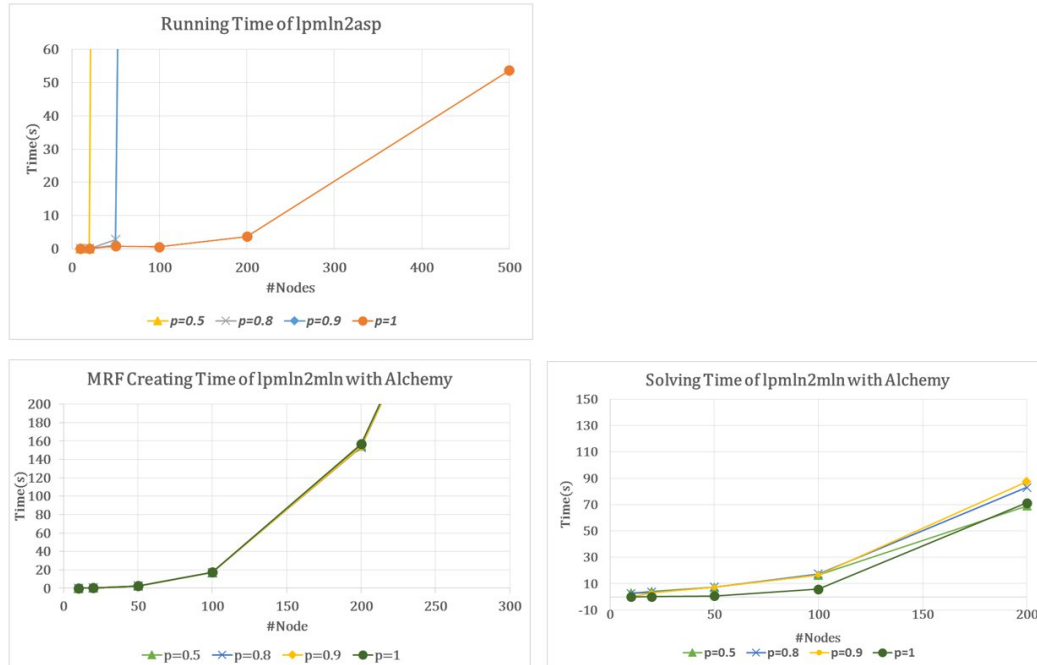 Running Time of lpmln2asp
60
50
40
30
20
10
0
Time(s)
0 100 200 300 400 500
#Nodes
p=0.5 p=0.8 p=0.9 p=1
MRF Creating Time of lpmln2mln with Alchemy
200
180
160
140
120
100
80
60
40
20
0
Time(s)
0 50 100 150 200 250 300
#Node
p=0.5 p=0.8 p=0.9 p=1
Solving Time of lpmln2mln with Alchemy
150
130
110
90
70
50
30
10
-10
Time(s)
0 50 100 150 200
#Nodes
p=0.5 p=0.8 p=0.9 p=1